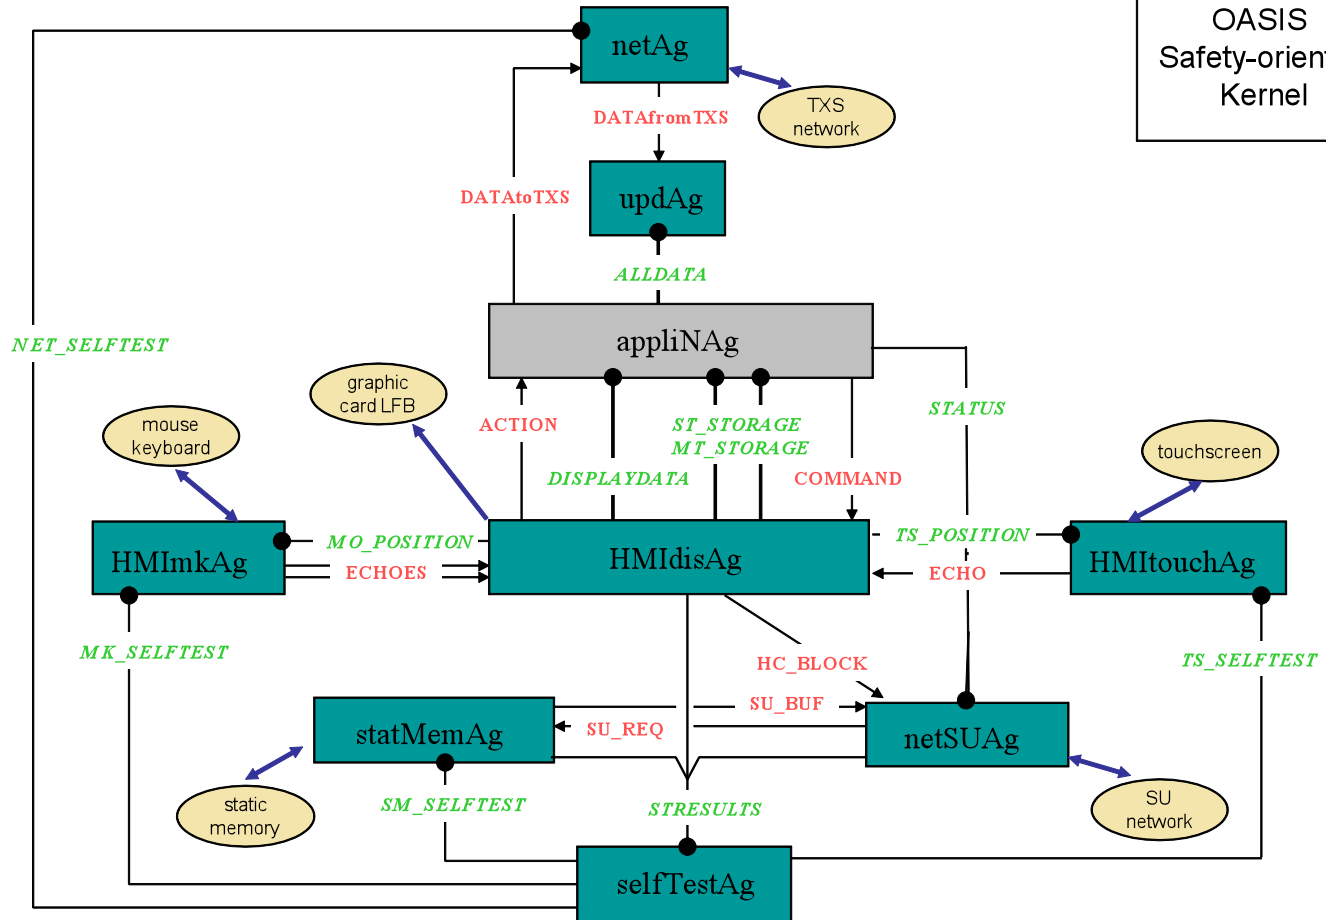 OASIS
Safety-orient
Kernel
netAg
TXS
network
DATAfromTXS
DATAtoTXS
updAg
ALLDATA
NET_SELFTEST
appliNAg
graphic
card LFB
mouse
keyboard
ACTION
ST_STORAGE
MT_STORAGE
STATUS
DISPLAYDATA
COMMAND
touchscreen
HMImkAg
MO_POSITION
ECHOES
HMIdisAg
TS_POSITION
ECHO
HMItouchAg
MK_SELFTEST
HC_BLOCK
TS_SELFTEST
statMemAg
SU_BUF
SU_REQ
netSUAg
static
memory
SM_SELFTEST
STRESULTS
SU
network
selfTestAg